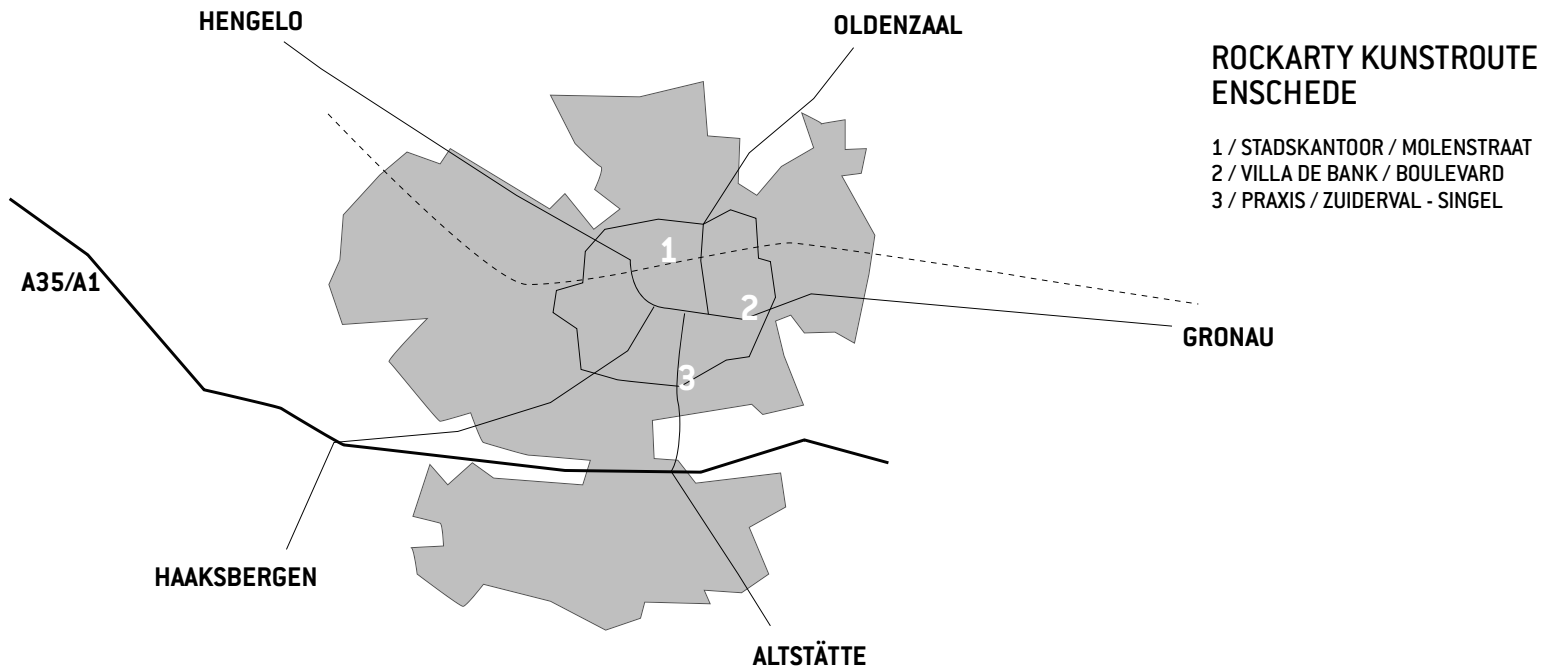 HENGELO
OLDENZAAL
ROCKARTY KUNSTROUTE
ENSCHEDE
1 / STADSKANTOOR / MOLENSTRAAT
2 / VILLA DE BANK / BOULEVARD
3 / PRAXIS / ZUIDERVAL - SINGEL
1
A35/A1
2
GRONAU
3
HAAKSBERGEN
ALTSTÄTTE